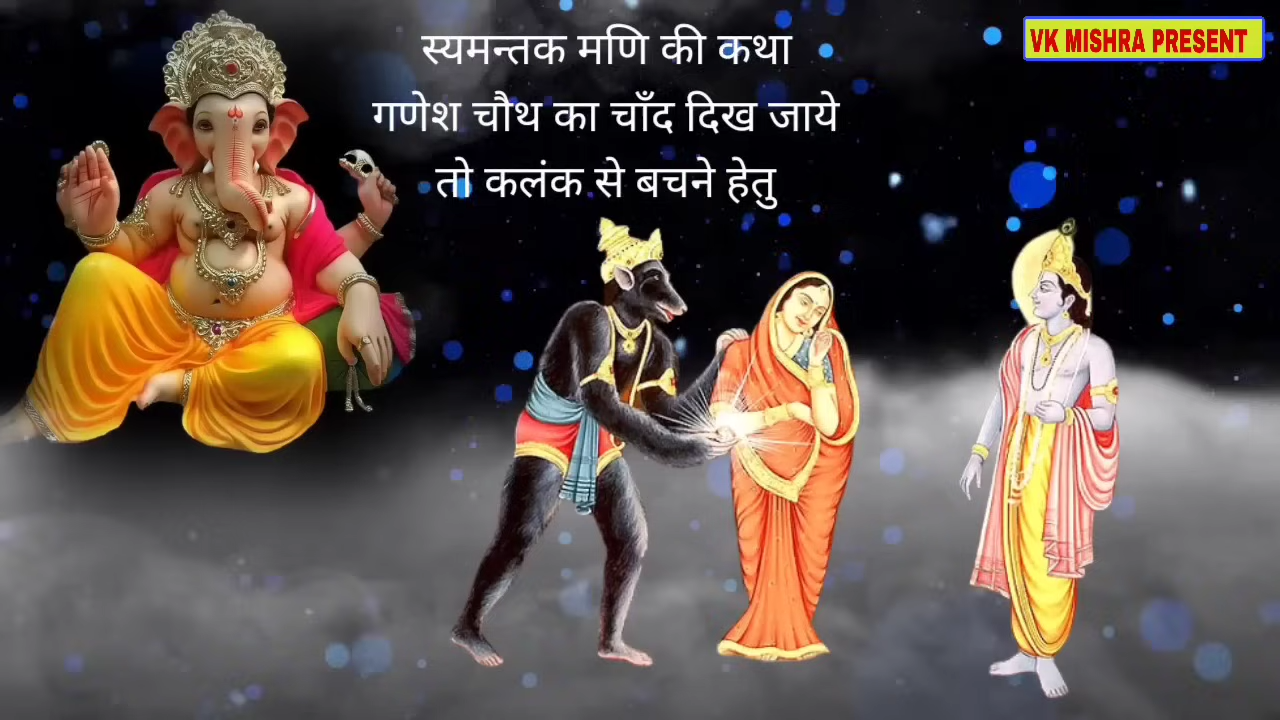 स्यमन्तक मणि की कथा
गणेश चौथ का चाँद दिख जाये
तो कलंक से बचने हेतु
VK MISHRA PRESENT